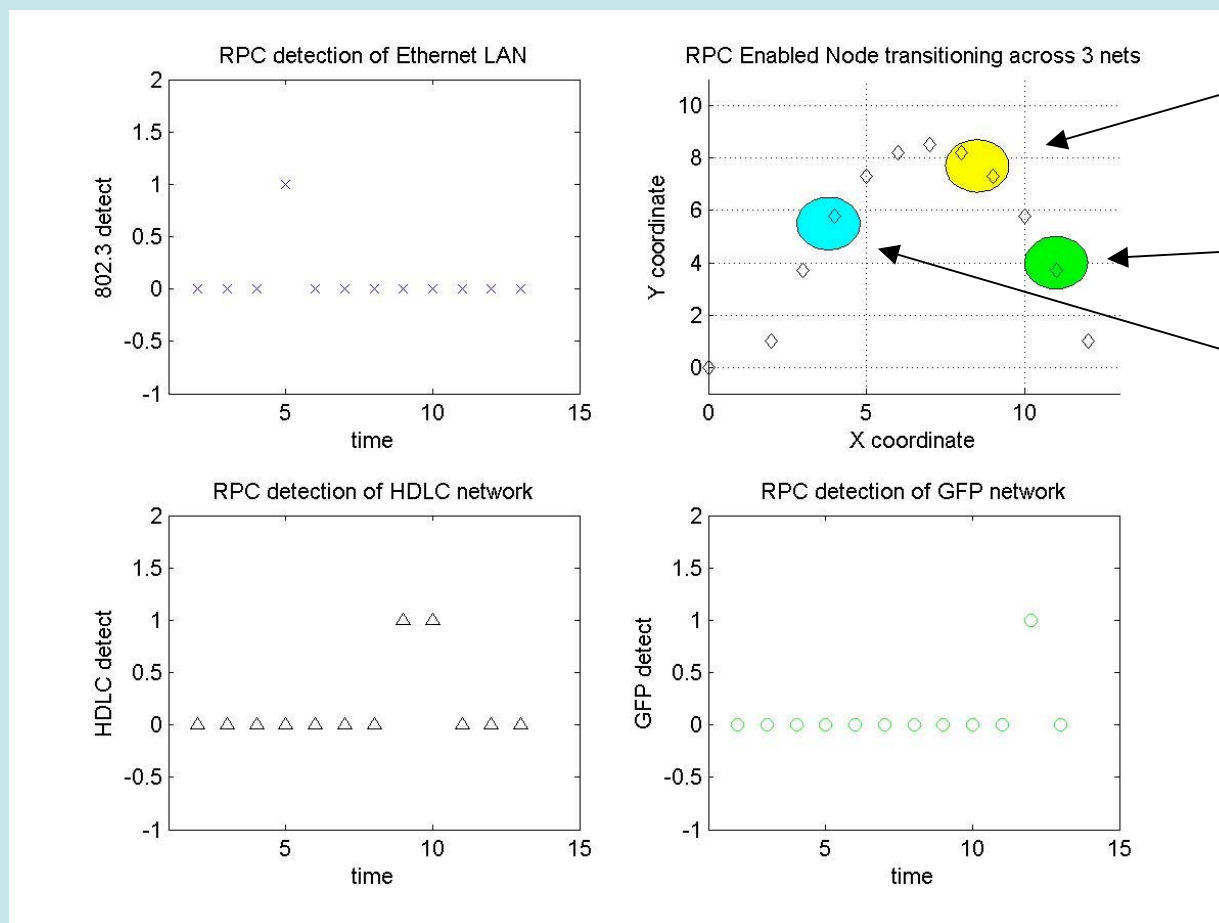 RPC detection of Ethernet LAN
2
1.5
1
0.5
0
-0.5
-1
802.3 detect
5 10 15
time
RPC Enabled Node transitioning across 3 nets
10
8
6
4
2
0
Y coordinate
0 5 10
X coordinate
RPC detection of HDLC network
2
1.5
1
0.5
0
-0.5
-1
HDLC detect
5 10 15
time
RPC detection of GFP network
2
1.5
1
0.5
0
-0.5
-1
GFP detect
5 10 15
time